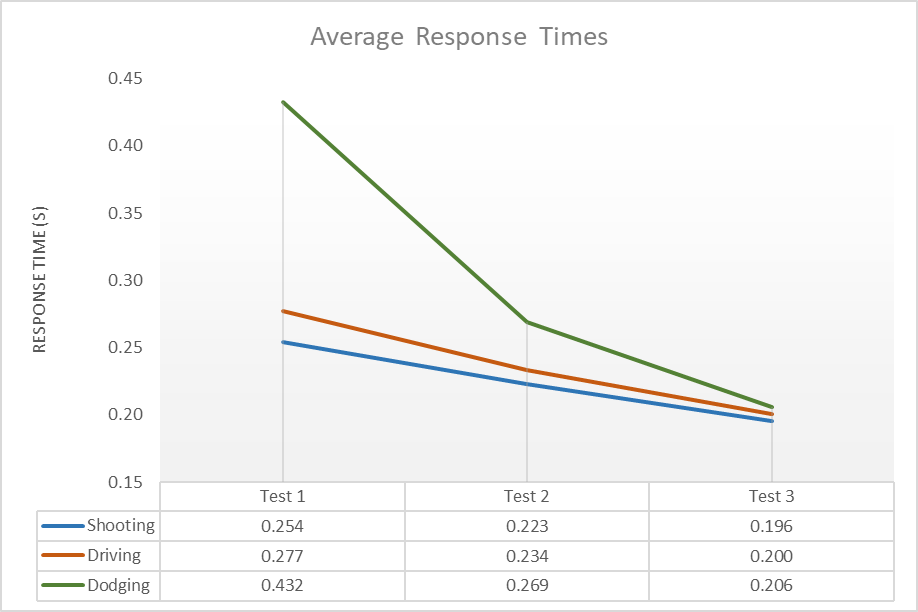 Average Response Times
0.45
0.40
0.35
0.30
0.25
0.20
0.15
RESPONSE TIME (S)
Test 1 Test 2 Test 3
Shooting 0.254 0.223 0.196
Driving 0.277 0.234 0.200
Dodging 0.432 0.269 0.206